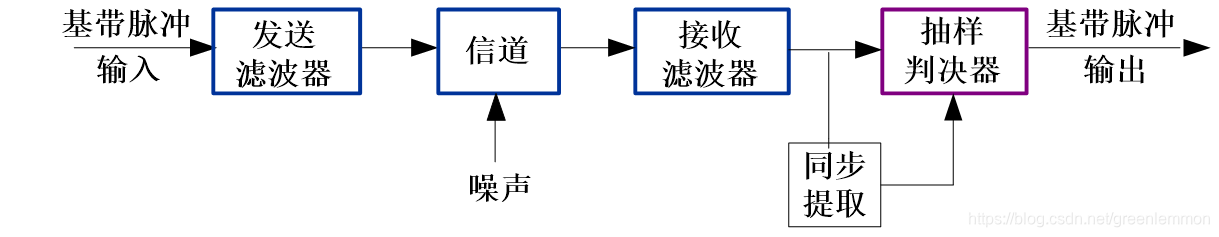 基带脉冲
输入
发送
滤波器
信道
噪声
接收
滤波器
同步
提取
抽样
判决器
基带脉冲
输出
https://blog.csdn.net/greenlemmon